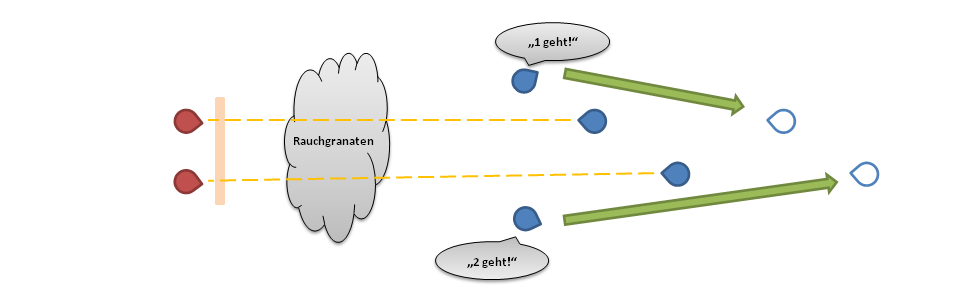 „1 geht!“
Rauchgranaten
„2 geht!“